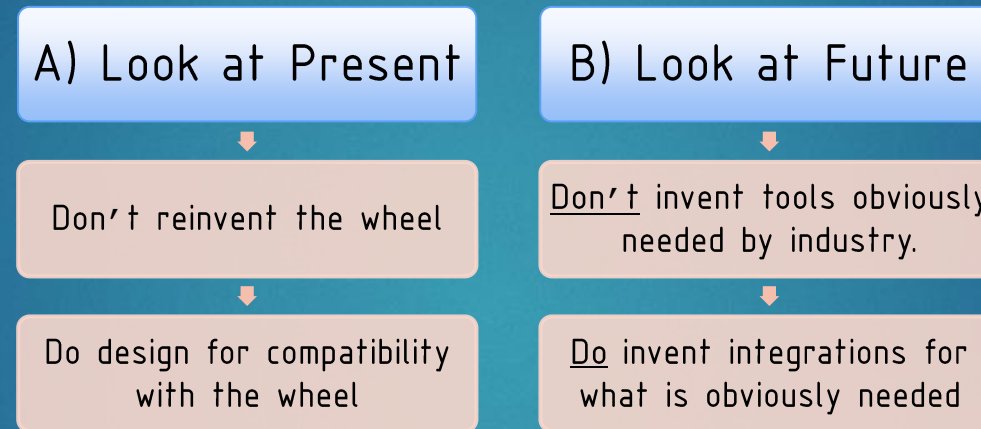 A) Look at Present
Don't reinvent the wheel
Do design for compatibility
with the wheel
B) Look at Future
Don't invent tools obviously
needed by industry.
Do invent integrations for
what is obviously needed